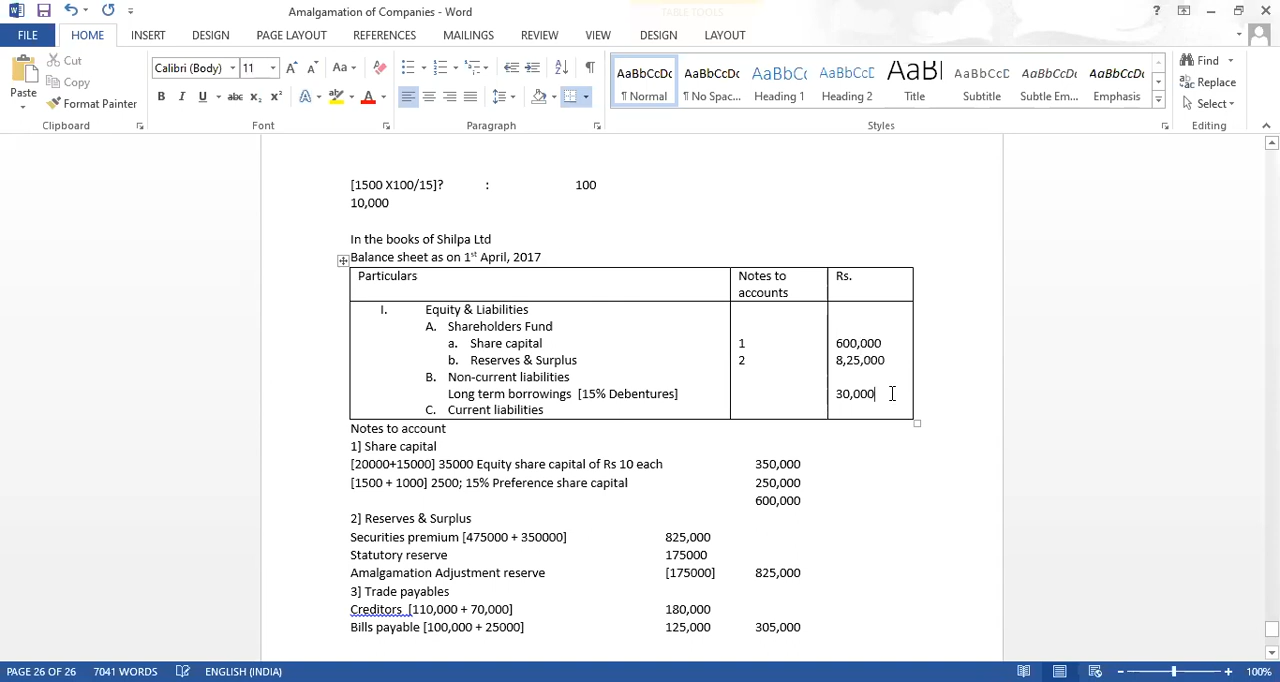 Amalgamation of Companies - Word
TABLE TOOLS
FILE HOME INSERT DESIGN PAGE LAYOUT REFERENCES MAILINGS REVIEW VIEW DESIGN LAYOUT
Paste
Cut
Copy
Format Painter
Clipboard
Calibri (Body) 11
Font
Paragraph
AaBbCcDc AaBbCcDc AaBbCc AaBbCcC AaBl AaBbCcC AaBbCcDc AaBbCcDc
¶ Normal ¶ No Spac... Heading 1 Heading 2 Title Subtitle Subtle Em... Emphasis
Styles
Find
Replace
Select
Editing
[1500 X100/15]? : 100
10,000
In the books of Shilpa Ltd
Balance sheet as on 1st April, 2017
Particulars Notes to accounts Rs.
I. Equity & Liabilities
A. Shareholders Fund
a. Share capital 1 600,000
b. Reserves & Surplus 2 8,25,000
B. Non-current liabilities
Long term borrowings [15% Debentures] 30,000
C. Current liabilities
Notes to account
1] Share capital
[20000+15000] 35000 Equity share capital of Rs 10 each 350,000
[1500 + 1000] 2500; 15% Preference share capital 250,000
600,000
2] Reserves & Surplus
Securities premium [475000 + 350000] 825,000
Statutory reserve 175000
Amalgamation Adjustment reserve [175000] 825,000
3] Trade payables
Creditors [110,000 + 70,000] 180,000
Bills payable [100,000 + 25000] 125,000 305,000
PAGE 26 OF 26 7041 WORDS ENGLISH (INDIA) 100%